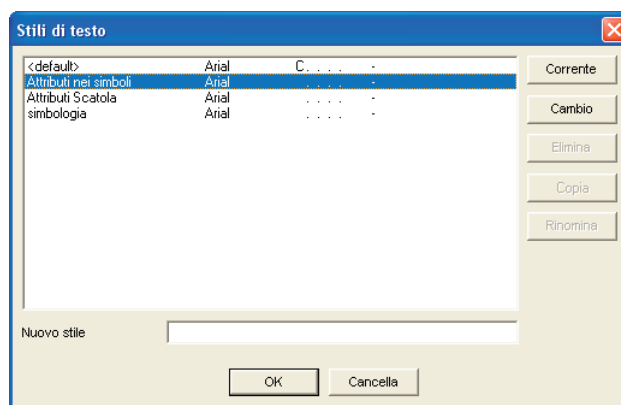 Stili di testo
<default> Arial C. . . . -
Attributi nei simboli Arial . . . . -
Attributi Scatola Arial . . . . -
simbologia Arial . . . . -
Corrente
Cambio
Elimina
Copia
Rinomina
Nuovo stile
OK Cancella